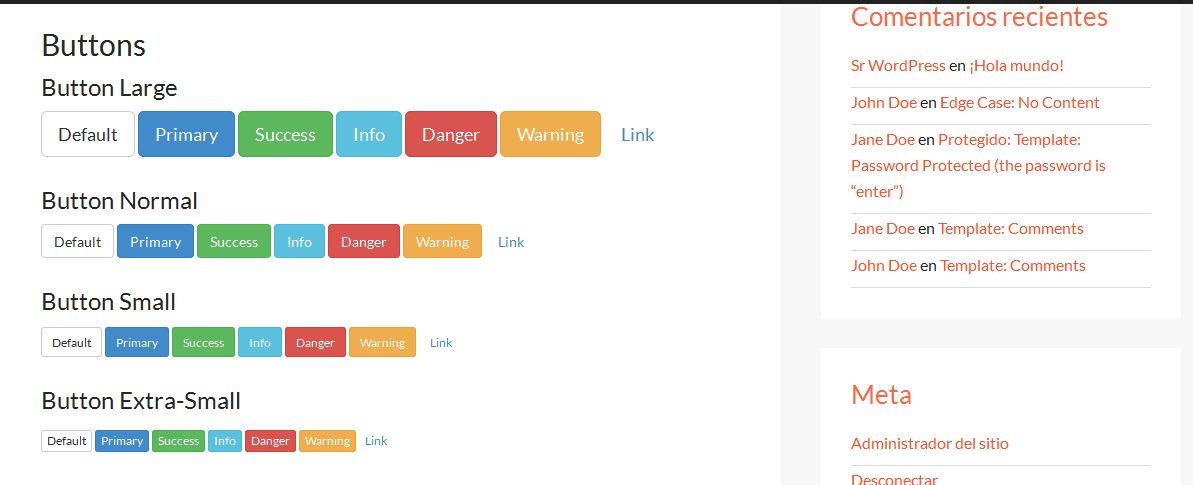 Buttons
Button Large
Default Primary Success Info Danger Warning Link
Button Normal
Default Primary Success Info Danger Warning Link
Button Small
Default Primary Success Info Danger Warning Link
Button Extra-Small
Default Primary Success Info Danger Warning Link
Comentarios recientes
Sr WordPress en ¡Hola mundo!
John Doe en Edge Case: No Content
Jane Doe en Protegido: Template:
Password Protected (the password is
“enter”)
Jane Doe en Template: Comments
John Doe en Template: Comments
Meta
Administrador del sitio
Desconectar